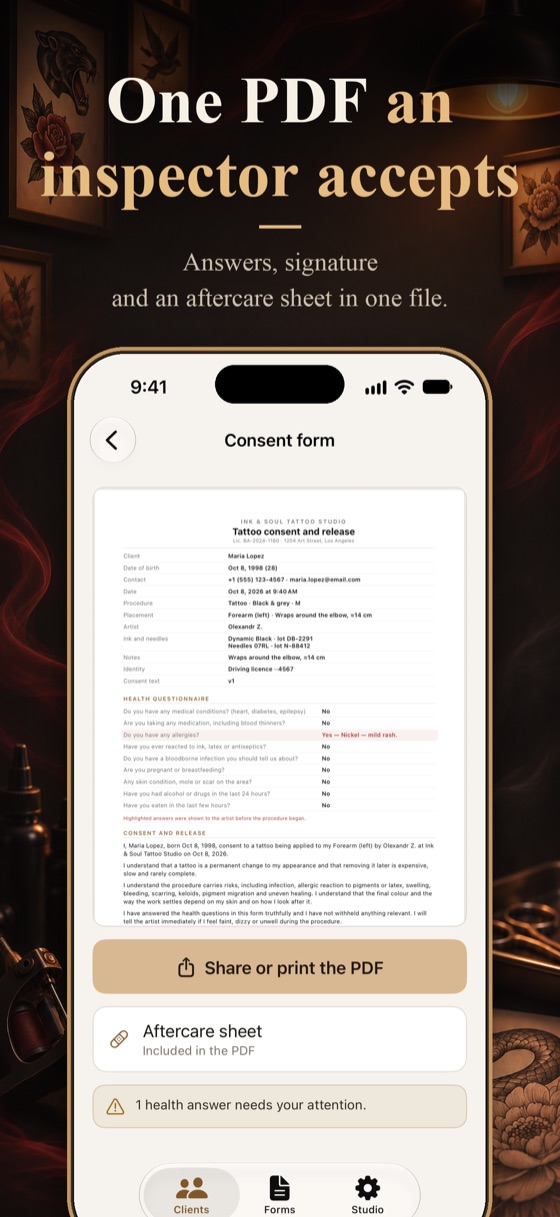 One PDF an
inspector accepts
Answers, signature
and an aftercare sheet in one file.
9:41
Consent form
INK & SOUL TATTOO STUDIO
Tattoo consent and release
Lic. BA-2024-1180 · 1204 Art Street, Los Angeles
Client Maria Lopez
Date of birth Oct 8, 1998 (28)
Contact +1 (555) 123-4567 · maria.lopez@email.com
Date Oct 8, 2026 at 9:40 AM
Procedure Tattoo · Black & grey · M
Placement Forearm (left) · Wraps around the elbow, ≈14 cm
Artist Olexandr Z.
Ink and needles Dynamic Black · lot DB-2291
Needles 07RL · lot N-88412
Notes Wraps around the elbow, ≈14 cm
Identity Driving licence ··4567
Consent text v1
HEALTH QUESTIONNAIRE
Do you have any medical conditions? (heart, diabetes, epilepsy) No
Are you taking any medication, including blood thinners? No
Do you have any allergies? Yes — Nickel — mild rash.
Have you ever reacted to ink, latex or antiseptics? No
Do you have a bloodborne infection you should tell us about? No
Are you pregnant or breastfeeding? No
Any skin condition, mole or scar on the area? No
Have you had alcohol or drugs in the last 24 hours? No
Have you eaten in the last few hours? No
Highlighted answers were shown to the artist before the procedure began.
CONSENT AND RELEASE
I, Maria Lopez, born Oct 8, 1998, consent to a tattoo being applied to my Forearm (left) by Olexandr Z. at Ink
& Soul Tattoo Studio on Oct 8, 2026.
I understand that a tattoo is a permanent change to my appearance and that removing it later is expensive,
slow and rarely complete.
I understand the procedure carries risks, including infection, allergic reaction to pigments or latex, swelling,
bleeding, scarring, keloids, pigment migration and uneven healing. I understand that the final colour and the
way the work settles depend on my skin and on how I look after it.
I have answered the health questions in this form truthfully and I have not withheld anything relevant. I will
tell the artist immediately if I feel faint, dizzy or unwell during the procedure.
Share or print the PDF
Aftercare sheet
Included in the PDF
1 health answer needs your attention.
Clients Forms Studio